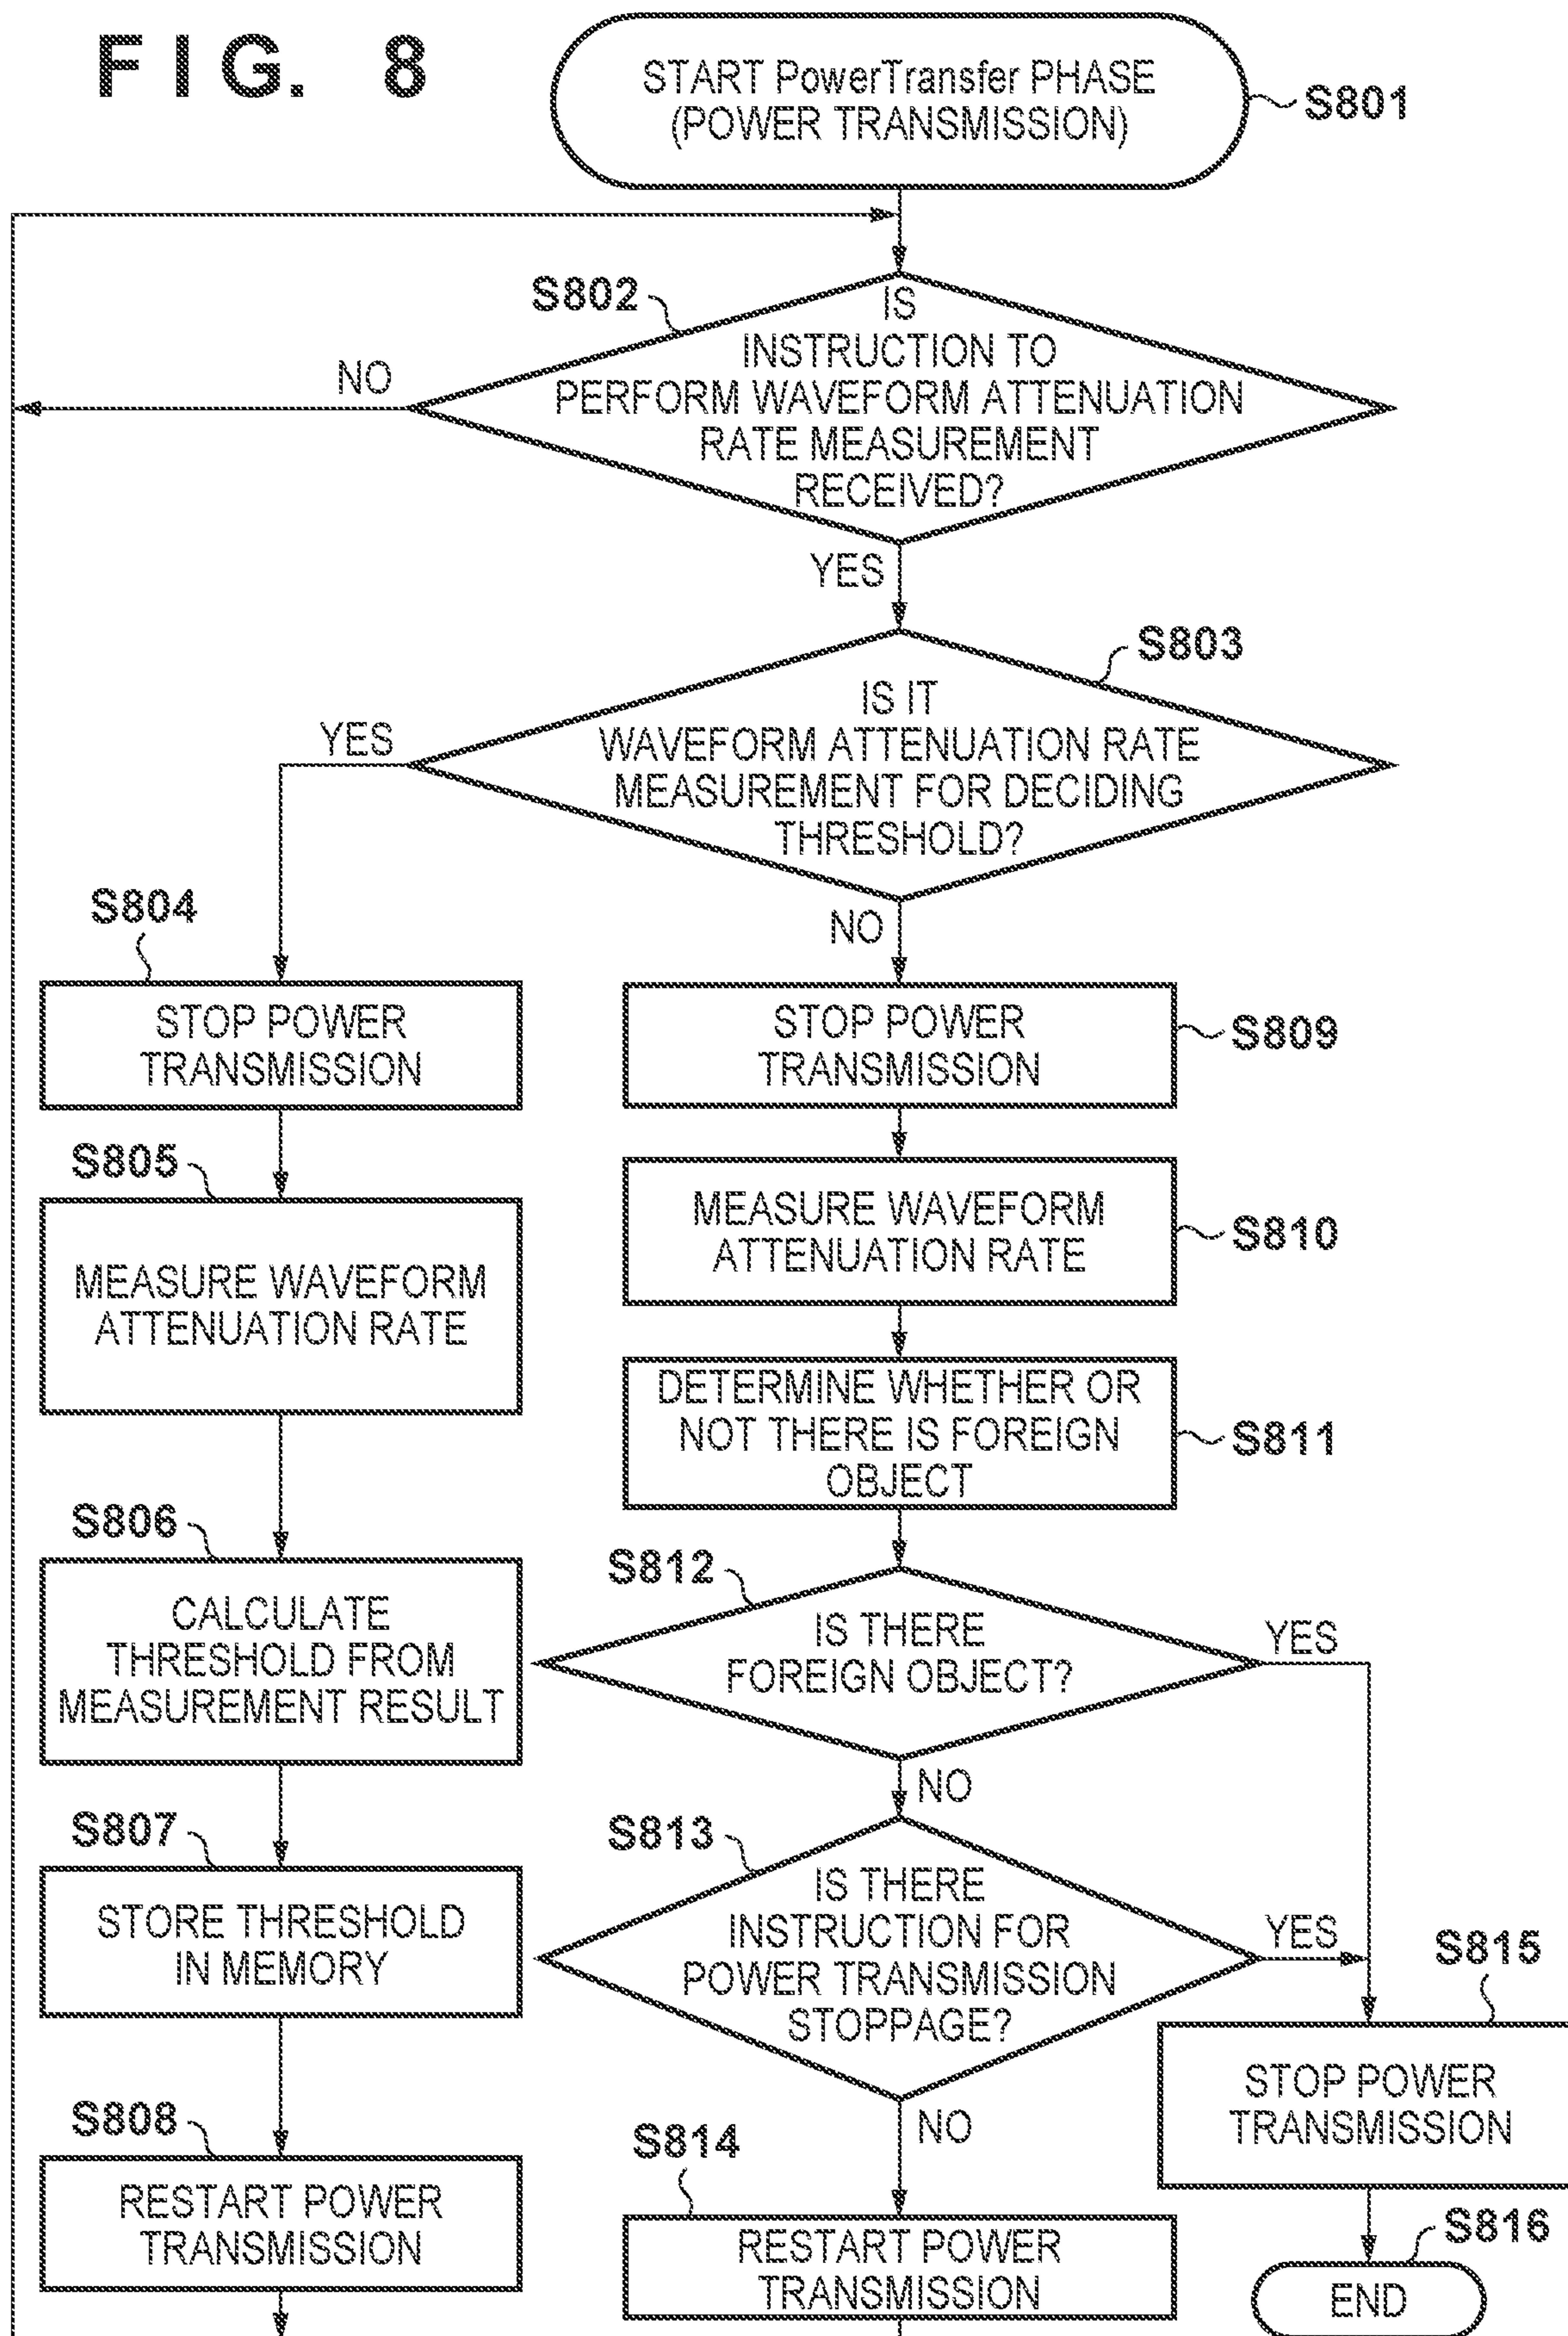 FIG. 8
START PowerTransfer PHASE
(POWER TRANSMISSION)
S801
S802
IS
INSTRUCTION TO
PERFORM WAVEFORM ATTENUATION
RATE MEASUREMENT
RECEIVED?
NO
YES
S803
IS IT
WAVEFORM ATTENUATION RATE
MEASUREMENT FOR DECIDING
THRESHOLD?
YES
NO
S804
STOP POWER
TRANSMISSION
S805
MEASURE WAVEFORM
ATTENUATION RATE
S806
CALCULATE
THRESHOLD FROM
MEASUREMENT RESULT
S807
STORE THRESHOLD
IN MEMORY
S808
RESTART POWER
TRANSMISSION
STOP POWER
TRANSMISSION
S809
MEASURE WAVEFORM
ATTENUATION RATE
S810
DETERMINE WHETHER OR
NOT THERE IS FOREIGN
OBJECT
S811
S812
IS THERE
FOREIGN OBJECT?
YES
NO
S813
IS THERE
INSTRUCTION FOR
POWER TRANSMISSION
STOPPAGE?
YES
NO
S814
RESTART POWER
TRANSMISSION
S815
STOP POWER
TRANSMISSION
S816
END